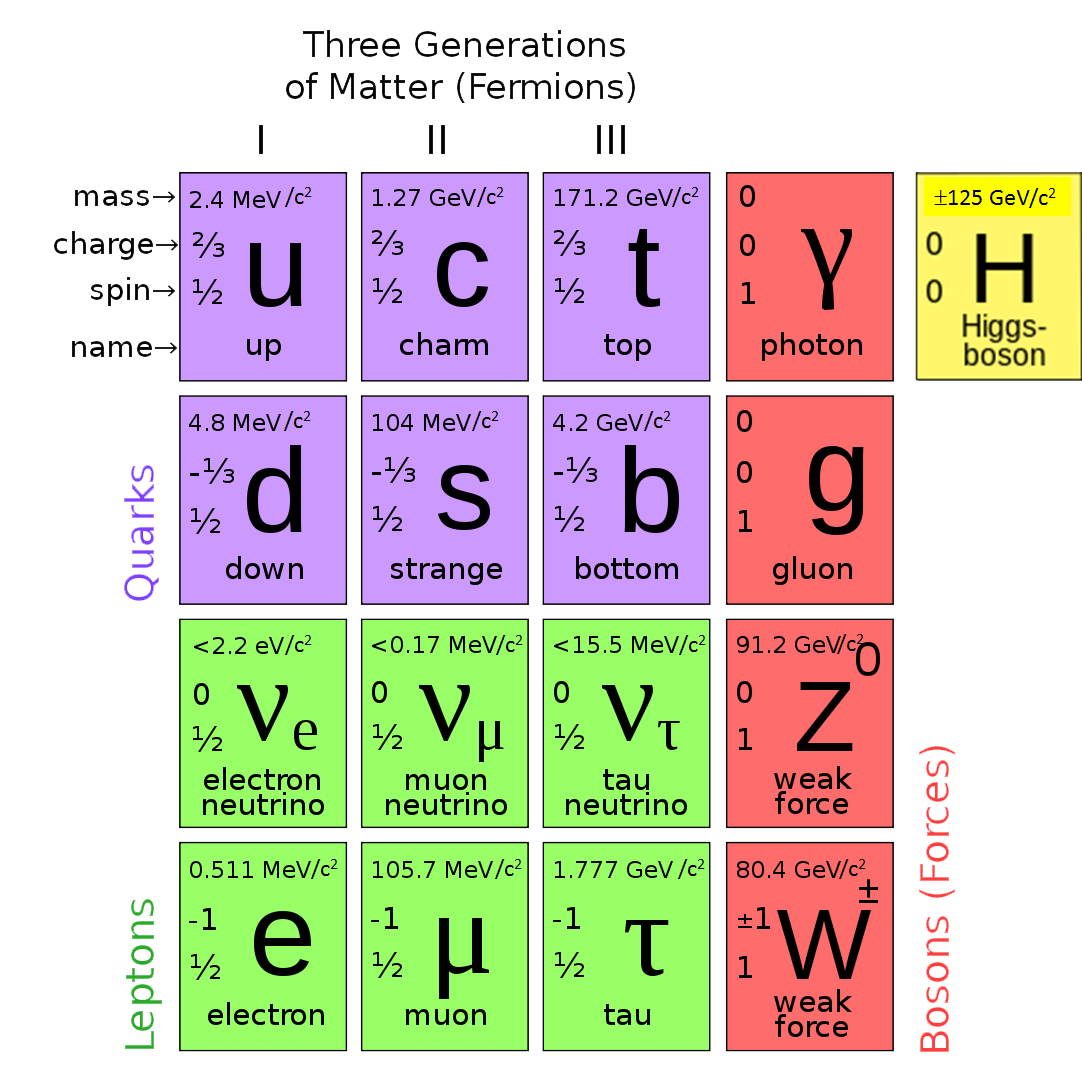 Three Generations
of Matter (Fermions)
I II III
mass→
charge→
spin→
name→
2.4 MeV/c²
⅔
½
u
up
1.27 GeV/c²
⅔
½
c
charm
171.2 GeV/c²
⅔
½
t
top
0
0
1
γ
photon
±125 GeV/c²
0
0
H
Higgs-
boson
Quarks
4.8 MeV/c²
-⅓
½
d
down
104 MeV/c²
-⅓
½
s
strange
4.2 GeV/c²
-⅓
½
b
bottom
0
0
1
g
gluon
<2.2 eV/c²
0
½
νe
electron
neutrino
<0.17 MeV/c²
0
½
νμ
muon
neutrino
<15.5 MeV/c²
0
½
ντ
tau
neutrino
91.2 GeV/c²
0
1
Z⁰
weak
force
Leptons
0.511 MeV/c²
-1
½
e
electron
105.7 MeV/c²
-1
½
μ
muon
1.777 GeV/c²
-1
½
τ
tau
80.4 GeV/c²
±1
1
W±
weak
force
Bosons (Forces)